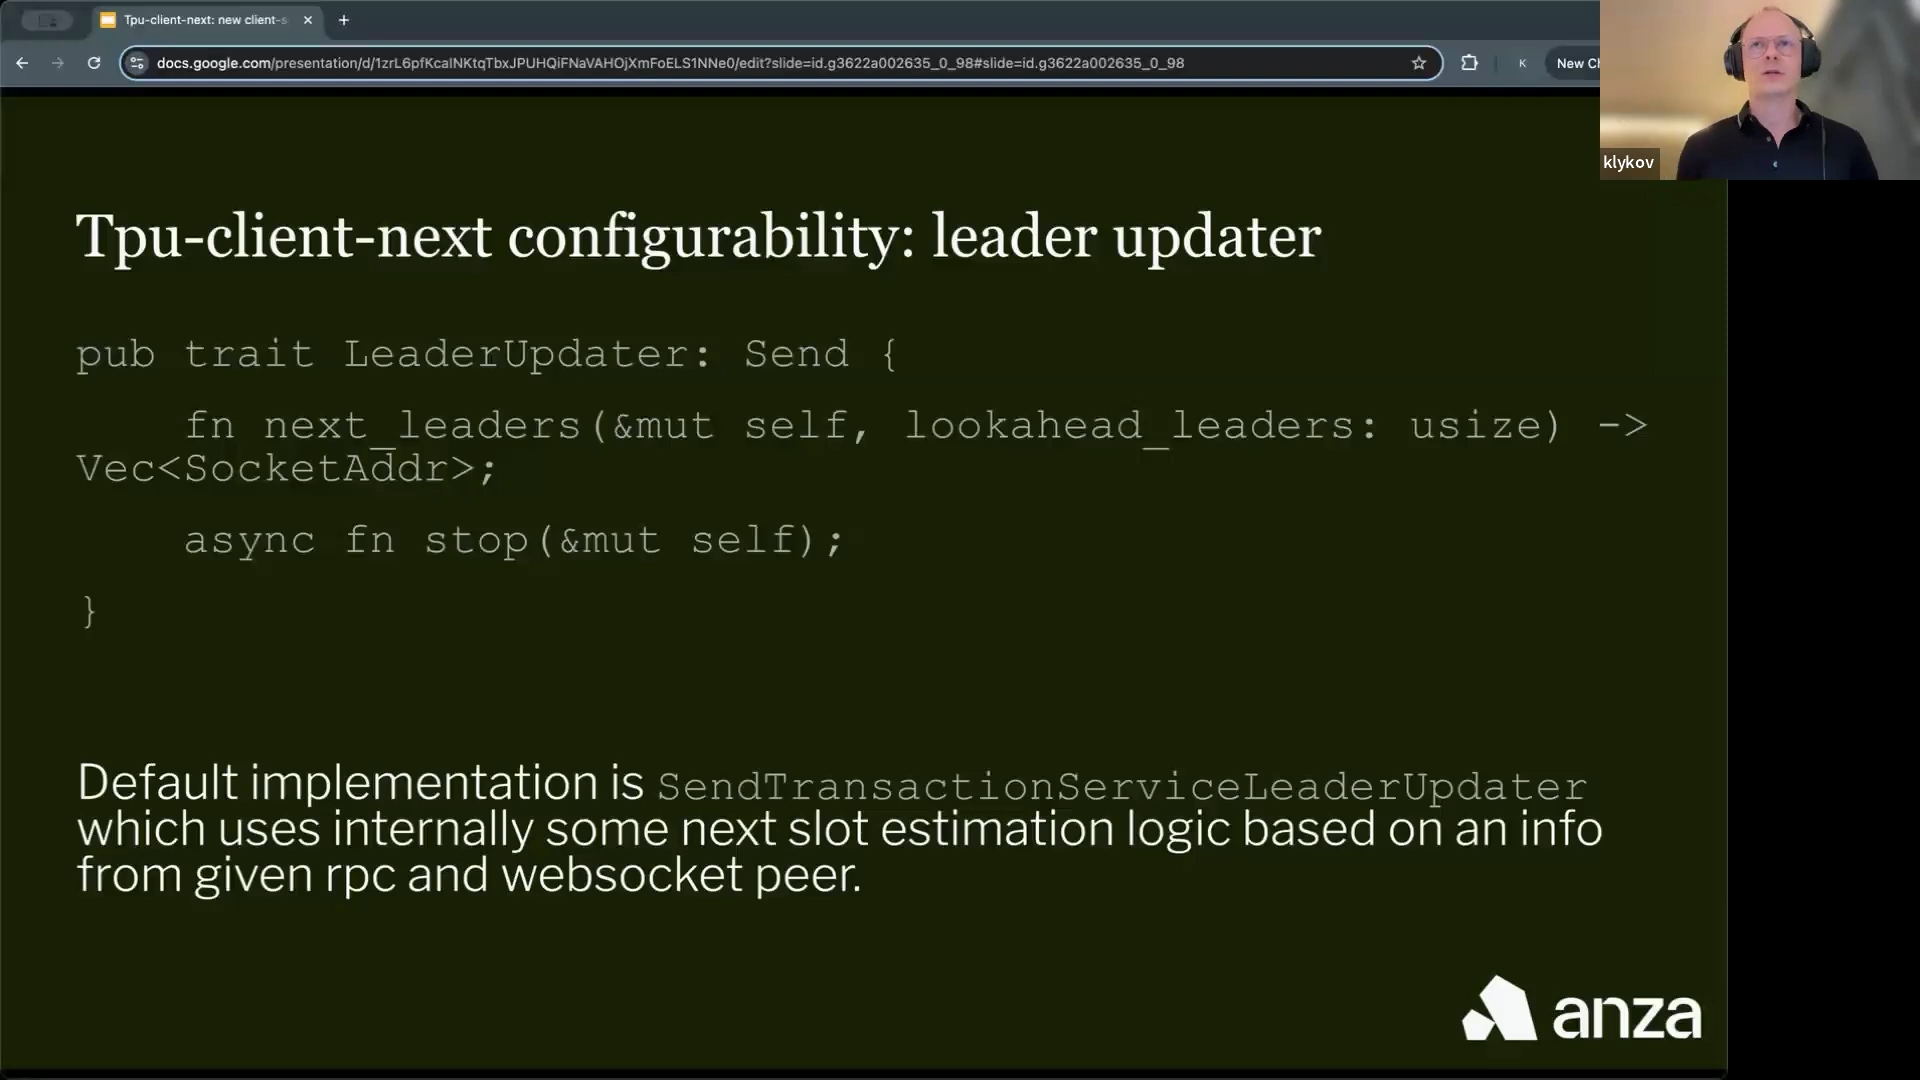 Tpu-client-next: new client-s
docs.google.com/presentation/d/1zrL6pfKcaINKtqTbxJPUHQiFNaVAHOjXmFoELS1NNe0/edit?slide=id.g3622a002635_0_98#slide=id.g3622a002635_0_98
K
New Ch
klykov
Tpu-client-next configurability: leader updater
pub trait LeaderUpdater: Send {
fn next_leaders(&mut self, lookahead_leaders: usize) ->
Vec<SocketAddr>;
async fn stop(&mut self);
}
Default implementation is SendTransactionServiceLeaderUpdater
which uses internally some next slot estimation logic based on an info
from given rpc and websocket peer.
anza